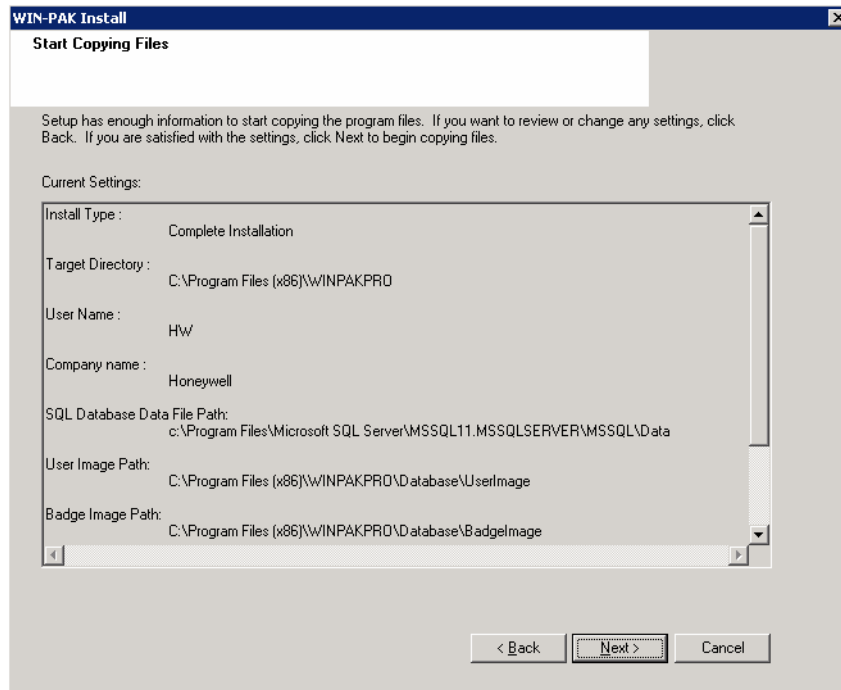 WIN-PAK Install
Start Copying Files
Setup has enough information to start copying the program files. If you want to review or change any settings, click
Back. If you are satisfied with the settings, click Next to begin copying files.
Current Settings:
Install Type :
Complete Installation
Target Directory :
C:\Program Files (x86)\WINPAKPRO
User Name :
HW
Company name :
Honeywell
SQL Database Data File Path:
c:\Program Files\Microsoft SQL Server\MSSQL11.MSSQLSERVER\MSSQL\Data
User Image Path:
C:\Program Files (x86)\WINPAKPRO\Database\UserImage
Badge Image Path:
C:\Program Files (x86)\WINPAKPRO\Database\BadgeImage
< Back Next > Cancel